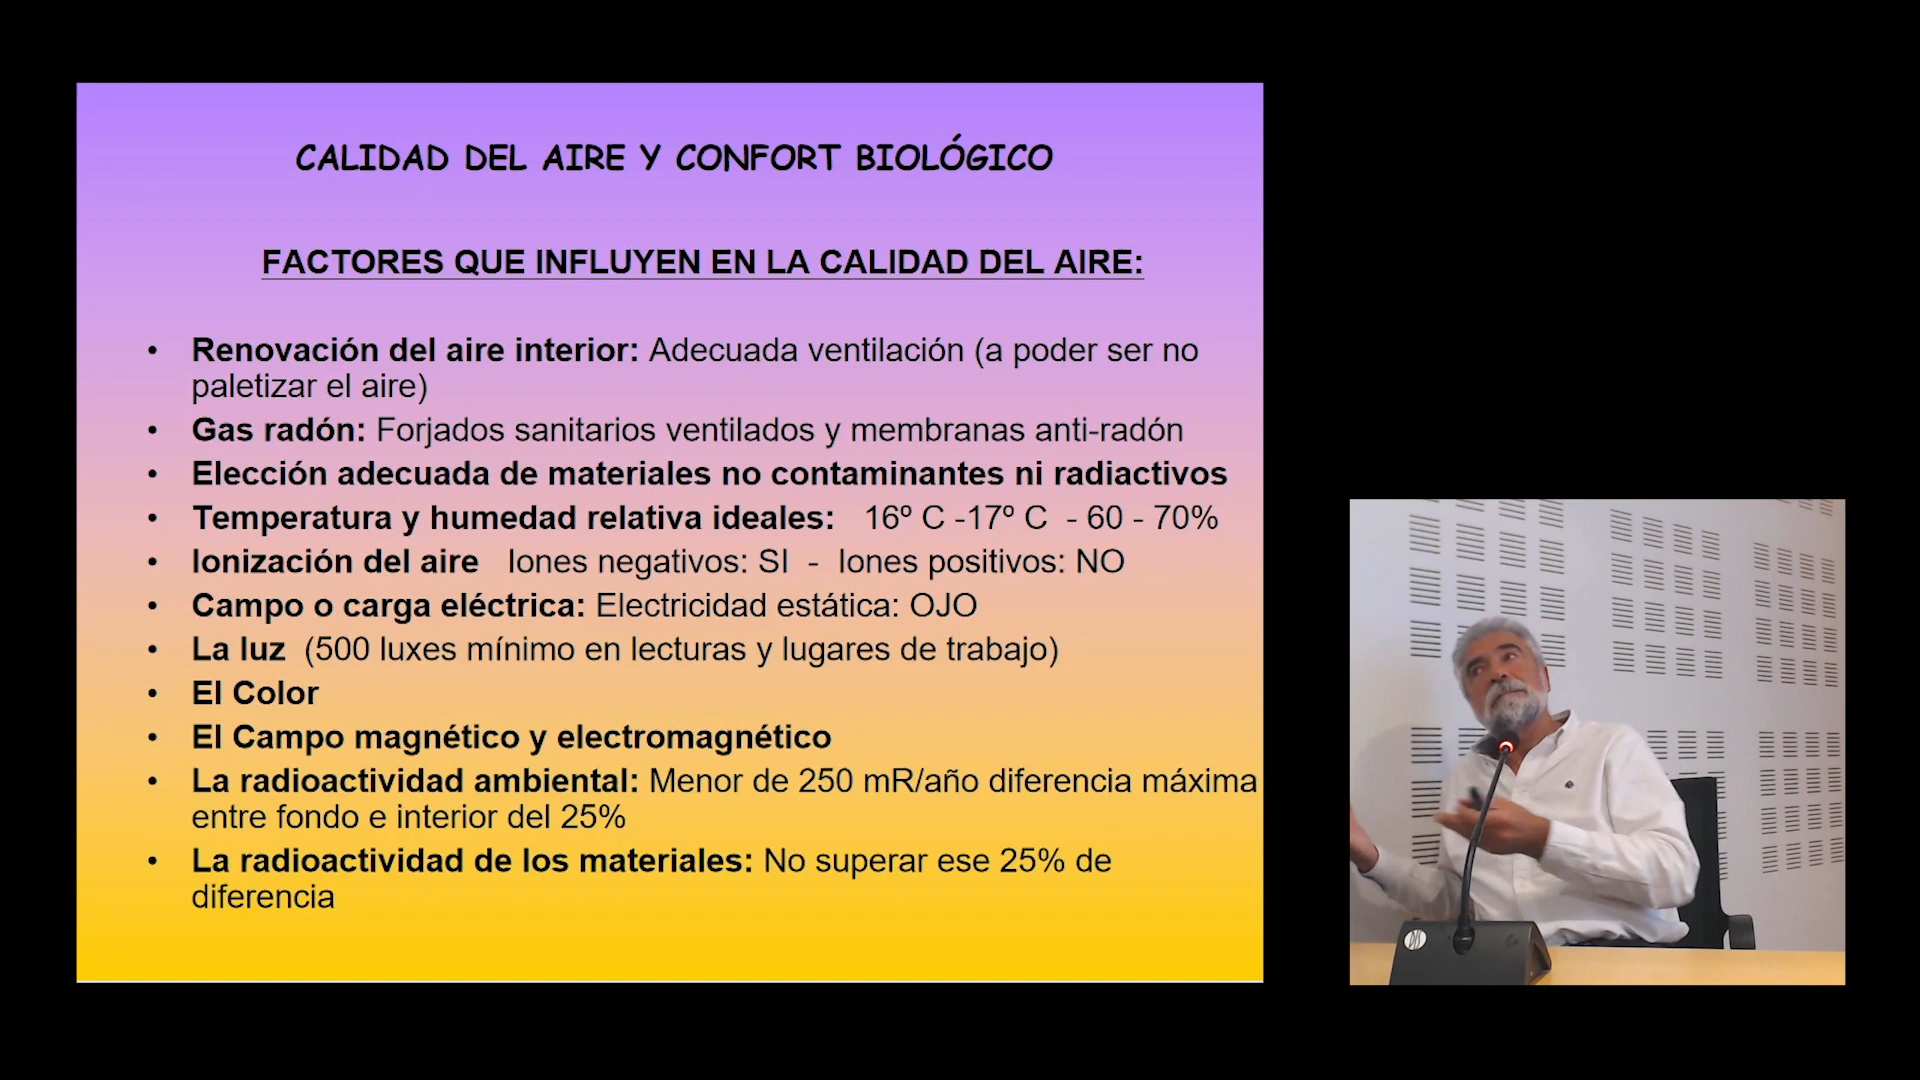 CALIDAD DEL AIRE Y CONFORT BIOLÓGICO
FACTORES QUE INFLUYEN EN LA CALIDAD DEL AIRE:
• Renovación del aire interior: Adecuada ventilación (a poder ser no
paletizar el aire)
• Gas radón: Forjados sanitarios ventilados y membranas anti-radón
• Elección adecuada de materiales no contaminantes ni radiactivos
• Temperatura y humedad relativa ideales: 16º C -17º C - 60 - 70%
• Ionización del aire Iones negativos: SI - Iones positivos: NO
• Campo o carga eléctrica: Electricidad estática: OJO
• La luz (500 luxes mínimo en lecturas y lugares de trabajo)
• El Color
• El Campo magnético y electromagnético
• La radioactividad ambiental: Menor de 250 mR/año diferencia máxima
entre fondo e interior del 25%
• La radioactividad de los materiales: No superar ese 25% de
diferencia